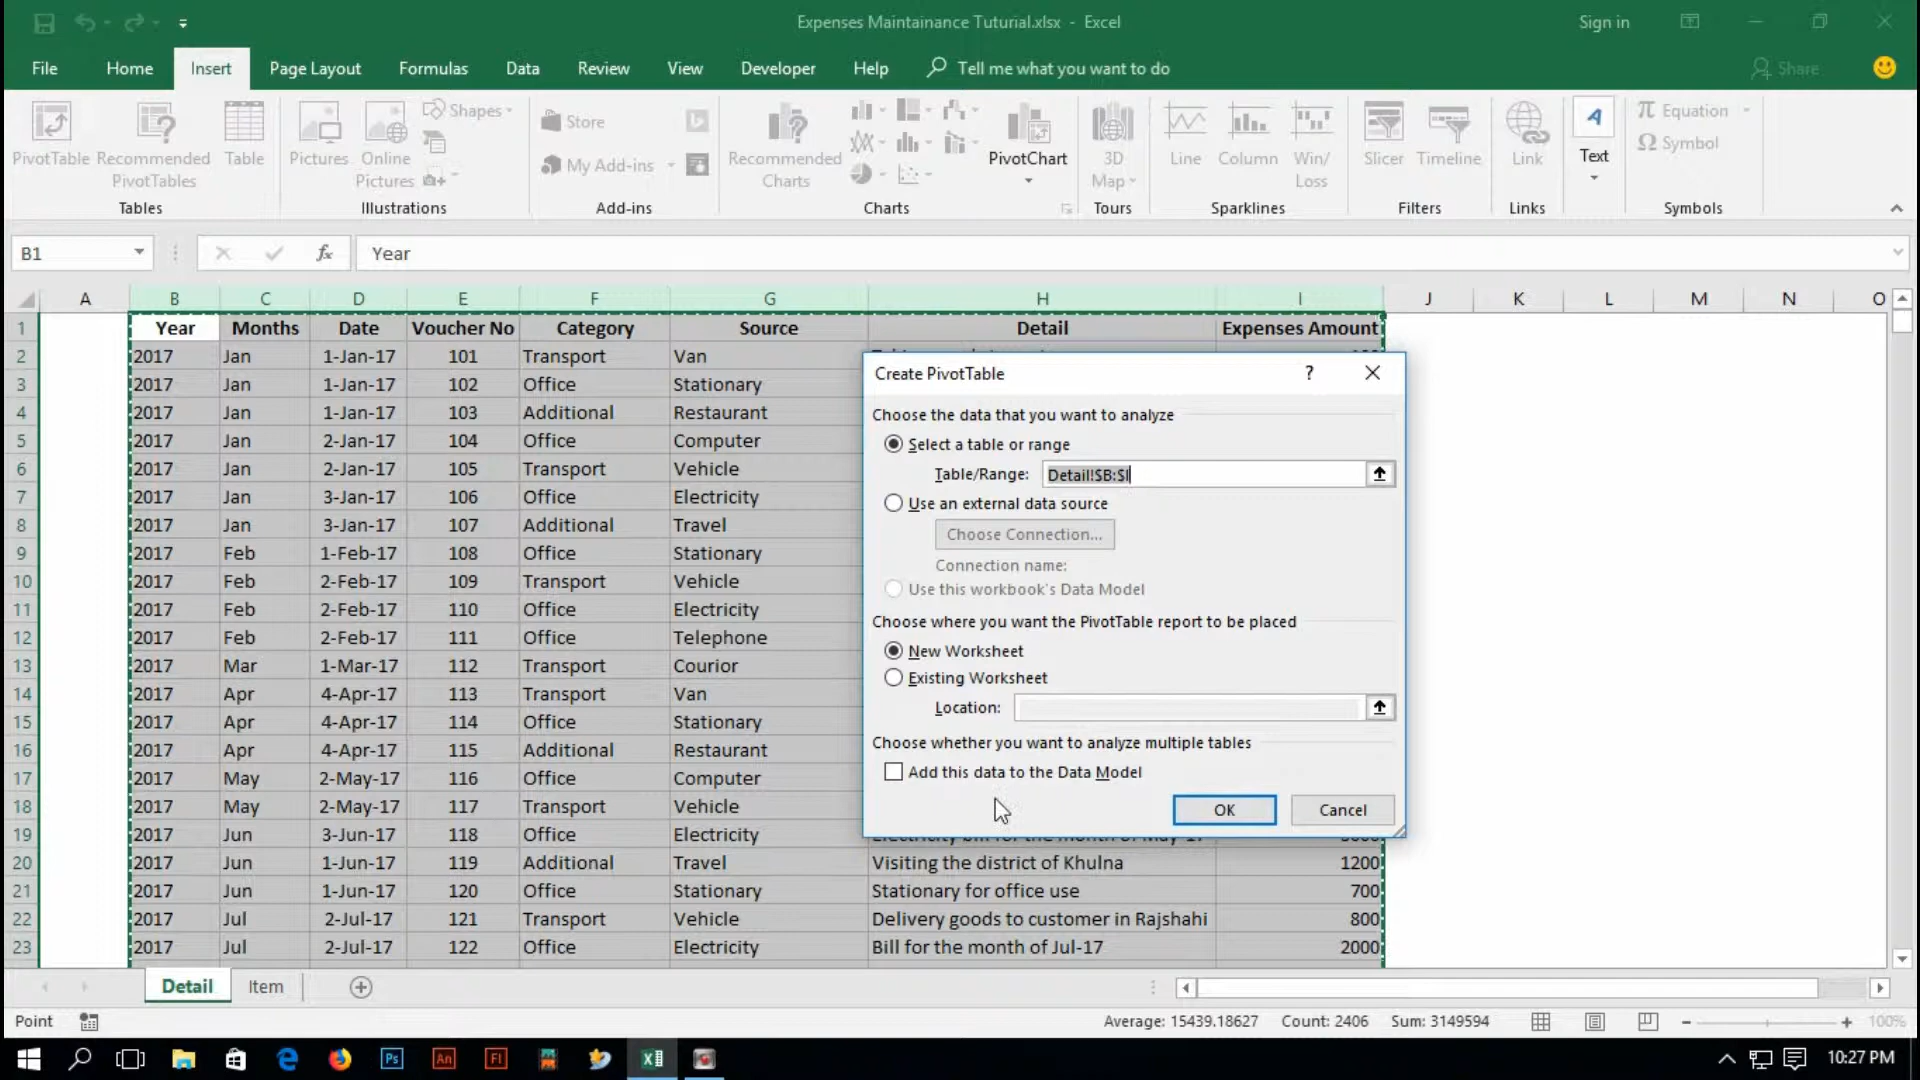 Expenses Maintainance Tuturial.xlsx - Excel
Sign in
File Home Insert Page Layout Formulas Data Review View Developer Help Tell me what you want to do Share
PivotTable Recommended PivotTables Table
Pictures Online Pictures Shapes
Store
My Add-ins
Recommended Charts
PivotChart
3D Map
Line Column Win/Loss
Slicer Timeline
Link
A
Text
π Equation
Ω Symbol
Tables Illustrations Add-ins Charts Tours Sparklines Filters Links Symbols
B1 fx Year
A B C D E F G H I J K L M N O
1 Year Months Date Voucher No Category Source Detail Expenses Amount
2 2017 Jan 1-Jan-17 101 Transport Van
3 2017 Jan 1-Jan-17 102 Office Stationary
4 2017 Jan 1-Jan-17 103 Additional Restaurant
5 2017 Jan 2-Jan-17 104 Office Computer
6 2017 Jan 2-Jan-17 105 Transport Vehicle
7 2017 Jan 3-Jan-17 106 Office Electricity
8 2017 Jan 3-Jan-17 107 Additional Travel
9 2017 Feb 1-Feb-17 108 Office Stationary
10 2017 Feb 2-Feb-17 109 Transport Vehicle
11 2017 Feb 2-Feb-17 110 Office Electricity
12 2017 Feb 2-Feb-17 111 Office Telephone
13 2017 Mar 1-Mar-17 112 Transport Courior
14 2017 Apr 4-Apr-17 113 Transport Van
15 2017 Apr 4-Apr-17 114 Office Stationary
16 2017 Apr 4-Apr-17 115 Additional Restaurant
17 2017 May 2-May-17 116 Office Computer
18 2017 May 2-May-17 117 Transport Vehicle
19 2017 Jun 3-Jun-17 118 Office Electricity
20 2017 Jun 1-Jun-17 119 Additional Travel Visiting the district of Khulna 1200
21 2017 Jun 1-Jun-17 120 Office Stationary Stationary for office use 700
22 2017 Jul 2-Jul-17 121 Transport Vehicle Delivery goods to customer in Rajshahi 800
23 2017 Jul 2-Jul-17 122 Office Electricity Bill for the month of Jul-17 2000
Create PivotTable ?
Choose the data that you want to analyze
Select a table or range
Table/Range: Detail!$B:$I
Use an external data source
Choose Connection...
Connection name:
Use this workbook's Data Model
Choose where you want the PivotTable report to be placed
New Worksheet
Existing Worksheet
Location:
Choose whether you want to analyze multiple tables
Add this data to the Data Model
OK Cancel
Detail Item
Point Average: 15439.18627 Count: 2406 Sum: 3149594 100%
Ps An Fl 10:27 PM